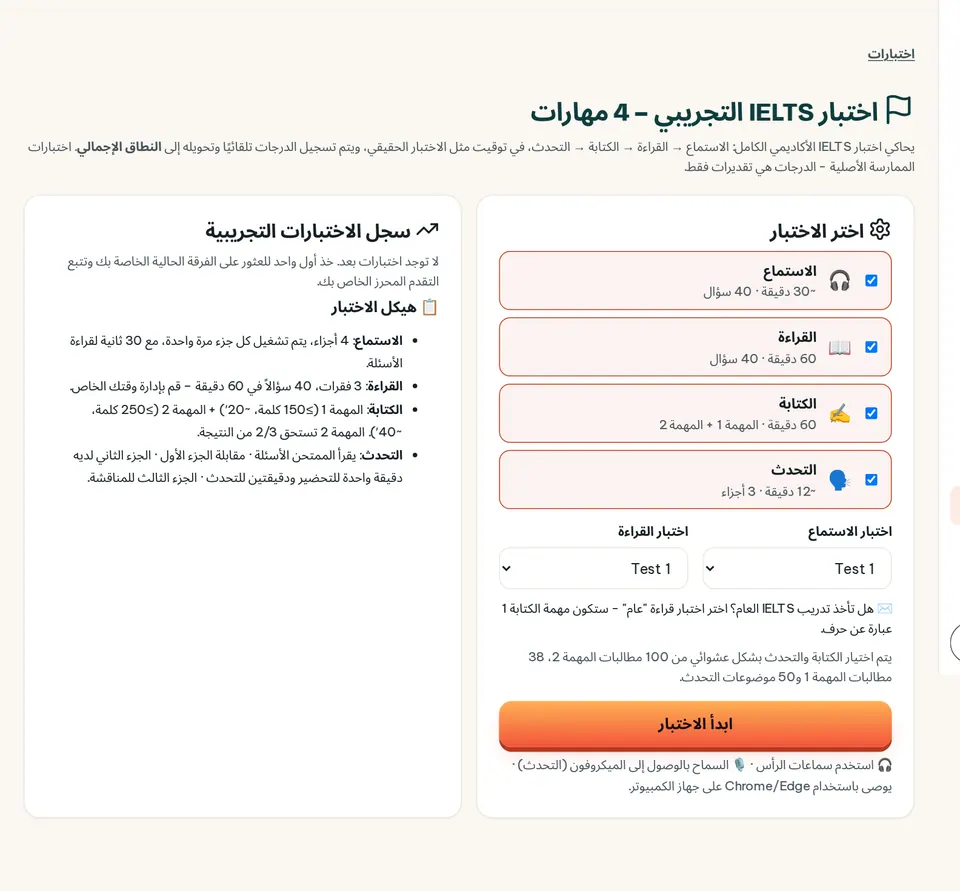 اختبارات
اختبار IELTS التجريبي – 4 مهارات
يحاكي اختبار IELTS الأكاديمي الكامل: الاستماع → القراءة → الكتابة → التحدث، في توقيت مثل الاختبار الحقيقي، ويتم تسجيل الدرجات تلقائيًا وتحويله إلى النطاق الإجمالي. اختبارات
الممارسة الأصلية – الدرجات هي تقديرات فقط.
اختر الاختبار
الاستماع
~30 دقيقة · 40 سؤال
القراءة
60 دقيقة · 40 سؤال
الكتابة
60 دقيقة · المهمة 1 + المهمة 2
التحدث
~12 دقيقة · 3 أجزاء
اختبار الاستماع
اختبار القراءة
Test 1
Test 1
✉️ هل تأخذ تدريب IELTS العام؟ اختر اختبار قراءة "عام" – ستكون مهمة الكتابة 1
عبارة عن حرف.
يتم اختيار الكتابة والتحدث بشكل عشوائي من 100 مطالبات المهمة 2، 38
مطالبات المهمة 1 و50 موضوعات التحدث.
ابدأ الاختبار
🎧 استخدم سماعات الرأس · 🎙️ السماح بالوصول إلى الميكروفون (التحدث) ·
يوصى باستخدام Chrome/Edge على جهاز الكمبيوتر.
سجل الاختبارات التجريبية
لا توجد اختبارات بعد. خذ أول واحد للعثور على الفرقة الحالية الخاصة بك وتتبع
التقدم المحرز الخاص بك.
📋 هيكل الاختبار
• الاستماع: 4 أجزاء، يتم تشغيل كل جزء مرة واحدة، مع 30 ثانية لقراءة
الأسئلة.
• القراءة: 3 فقرات، 40 سؤالاً في 60 دقيقة – قم بإدارة وقتك الخاص.
• الكتابة: المهمة 1 (≥150 كلمة، ~20′) + المهمة 2 (≥250 كلمة،
~40′). المهمة 2 تستحق 2/3 من النتيجة.
• التحدث: يقرأ الممتحن الأسئلة · مقابلة الجزء الأول · الجزء الثاني لديه
دقيقة واحدة للتحضير ودقيقتين للتحدث · الجزء الثالث للمناقشة.